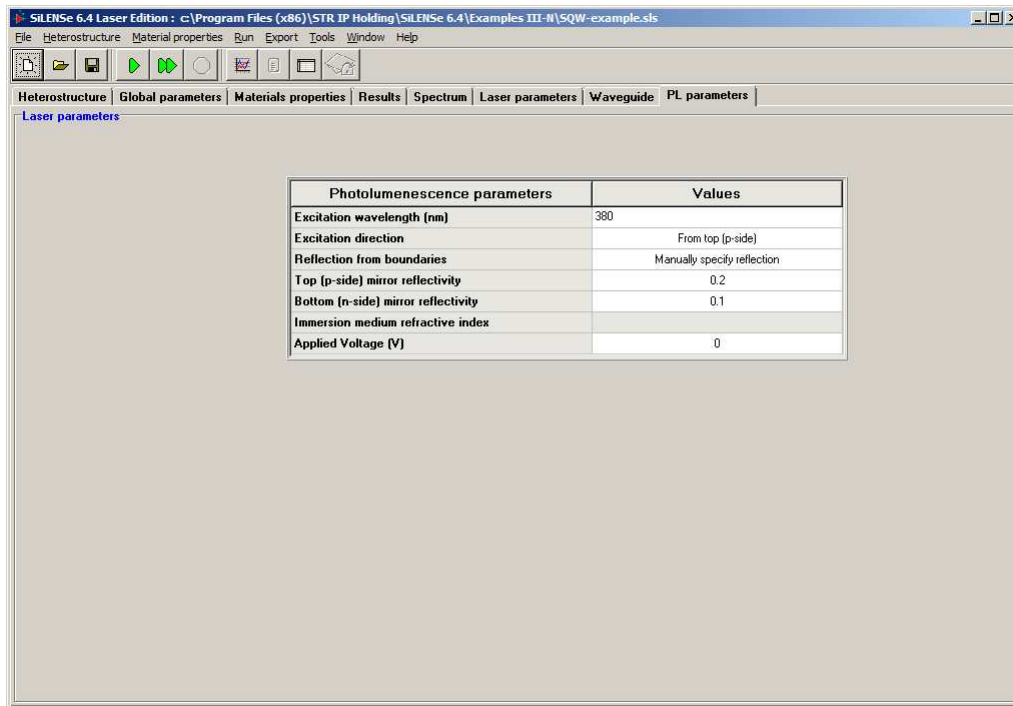 SiLENSe 6.4 Laser Edition : c:\Program Files (x86)\STR IP Holding\SiLENSe 6.4\Examples III-N\SQW-example.sls
File Heterostructure Material properties Run Export Tools Window Help
Heterostructure Global parameters Materials properties Results Spectrum Laser parameters Waveguide PL parameters
Laser parameters
Photolumenescence parameters Values
Excitation wavelength (nm) 380
Excitation direction From top (p-side)
Reflection from boundaries Manually specify reflection
Top (p-side) mirror reflectivity 0.2
Bottom (n-side) mirror reflectivity 0.1
Immersion medium refractive index
Applied Voltage (V) 0